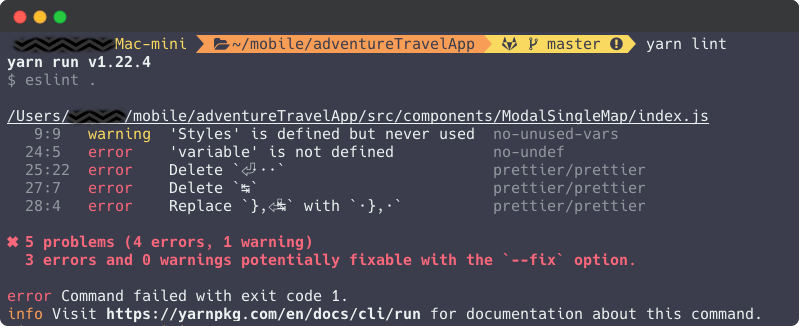 Mac-mini ~/mobile/adventureTravelApp master yarn lint
yarn run v1.22.4
$ eslint .
/Users/ /mobile/adventureTravelApp/src/components/ModalSingleMap/index.js
9:9 warning 'Styles' is defined but never used no-unused-vars
24:5 error 'variable' is not defined no-undef
25:22 error Delete `⏎··` prettier/prettier
27:7 error Delete `↹` prettier/prettier
28:4 error Replace `},⏎↹` with `·},·` prettier/prettier
✖ 5 problems (4 errors, 1 warning)
3 errors and 0 warnings potentially fixable with the `--fix` option.
error Command failed with exit code 1.
info Visit https://yarnpkg.com/en/docs/cli/run for documentation about this command.